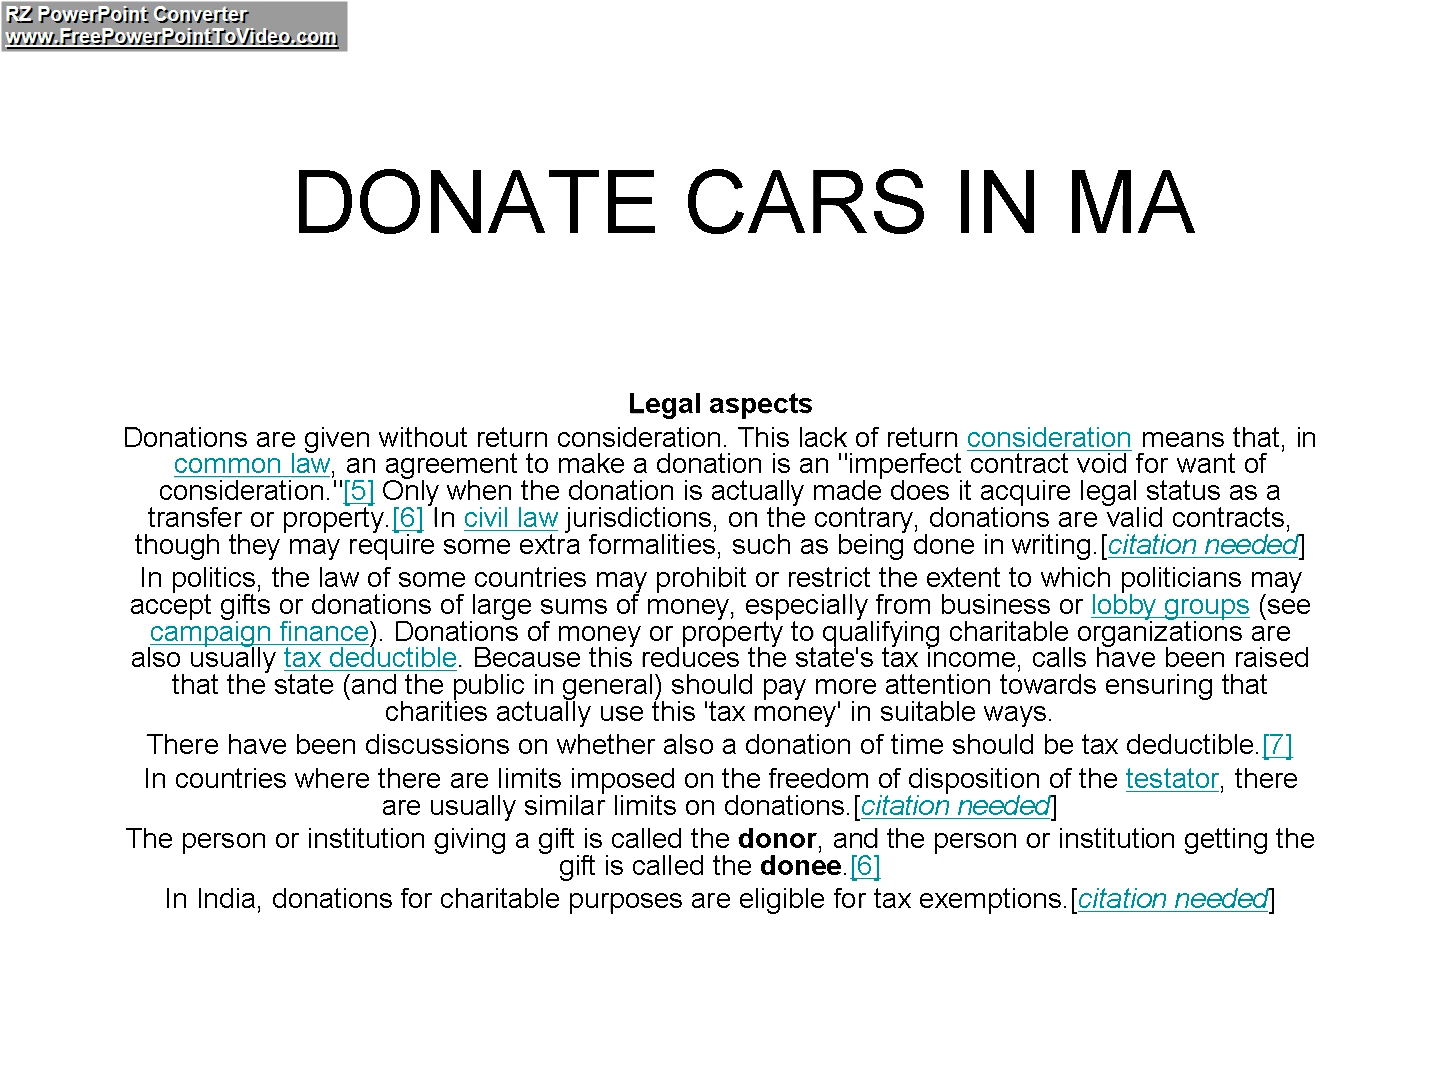 RZ PowerPoint Converter
www.FreePowerPointToVideo.com
DONATE CARS IN MA
Legal aspects
Donations are given without return consideration. This lack of return consideration means that, in
common law, an agreement to make a donation is an "imperfect contract void for want of
consideration."[5] Only when the donation is actually made does it acquire legal status as a
transfer or property.[6] In civil law jurisdictions, on the contrary, donations are valid contracts,
though they may require some extra formalities, such as being done in writing.[citation needed]
In politics, the law of some countries may prohibit or restrict the extent to which politicians may
accept gifts or donations of large sums of money, especially from business or lobby groups (see
campaign finance). Donations of money or property to qualifying charitable organizations are
also usually tax deductible. Because this reduces the state's tax income, calls have been raised
that the state (and the public in general) should pay more attention towards ensuring that
charities actually use this 'tax money' in suitable ways.
There have been discussions on whether also a donation of time should be tax deductible.[7]
In countries where there are limits imposed on the freedom of disposition of the testator, there
are usually similar limits on donations.[citation needed]
The person or institution giving a gift is called the donor, and the person or institution getting the
gift is called the donee.[6]
In India, donations for charitable purposes are eligible for tax exemptions.[citation needed]